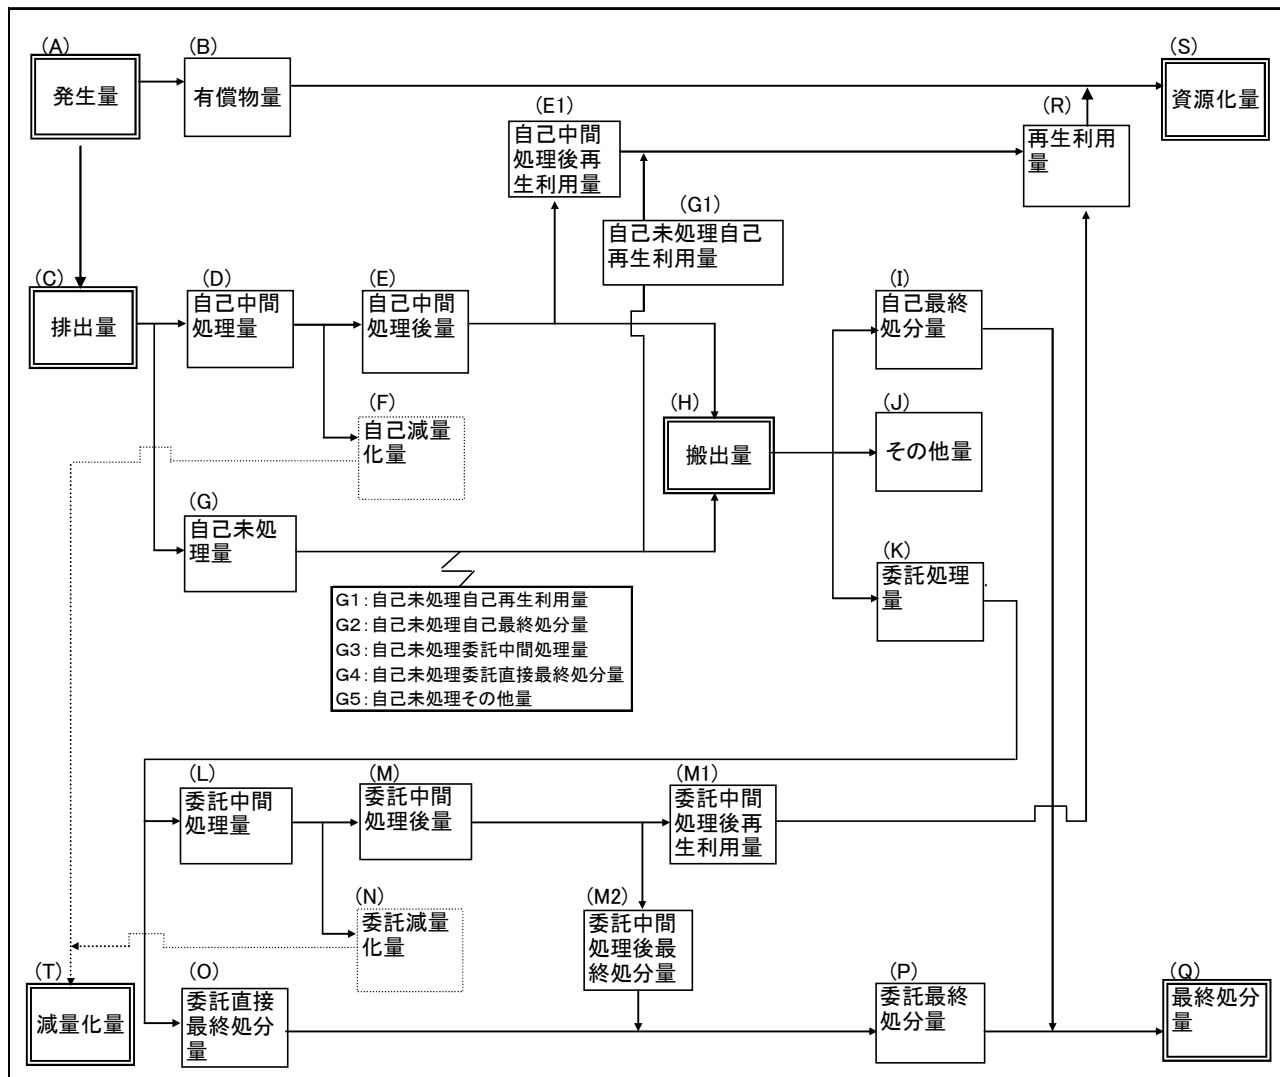 (A)
発生量
(B)
有償物量
(S)
資源化量
(E1)
自己中間
処理後再
生利用量
(R)
再生利用
量
(G1)
自己未処理自己
再生利用量
(C)
排出量
(D)
自己中間
処理量
(E)
自己中間
処理後量
(I)
自己最終
処分量
(F)
自己減量
化量
(H)
搬出量
(J)
その他量
(G)
自己未処
理量
(K)
委託処理
量
G1:自己未処理自己再生利用量
G2:自己未処理自己最終処分量
G3:自己未処理委託中間処理量
G4:自己未処理委託直接最終処分量
G5:自己未処理その他量
(L)
委託中間
処理量
(M)
委託中間
処理後量
(M1)
委託中間
処理後再
生利用量
(N)
委託減量
化量
(M2)
委託中間
処理後最
終処分量
(T)
減量化量
(O)
委託直接
最終処分
量
(P)
委託最終
処分量
(Q)
最終処分
量